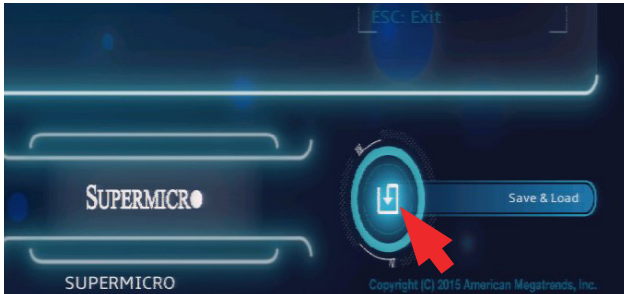 ESC: Exit
SUPERMICRO
Save & Load
SUPERMICRO
Copyright (C) 2015 American Megatrends, Inc.